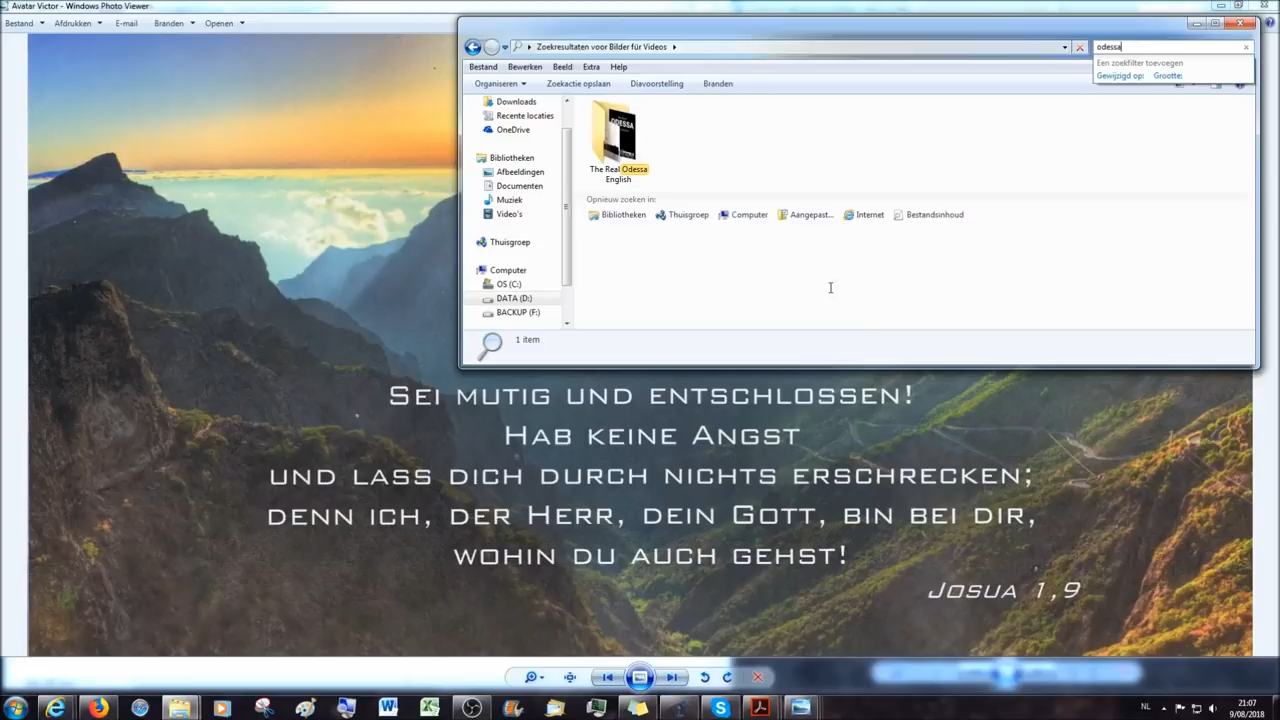 Avatar Victor - Windows Photo Viewer
Bestand Afdrukken E-mail Branden Openen
Zoekresultaten voor Bilder für Videos
odessa
Een zoekfilter toevoegen
Gewijzigd op: Grootte:
Bestand Bewerken Beeld Extra Help
Organiseren Zoekactie opslaan Diavoorstelling Branden
Downloads
Recente locaties
OneDrive
Bibliotheken
Afbeeldingen
Documenten
Muziek
Video's
Thuisgroep
Computer
OS (C:)
DATA (D:)
BACKUP (F:)
ODESSA
The Real Odessa
English
Opnieuw zoeken in:
Bibliotheken Thuisgroep Computer Aangepast... Internet Bestandsinhoud
1 item
Sei mutig und entschlossen!
Hab keine Angst
und lass dich durch nichts erschrecken;
denn ich, der Herr, dein Gott, bin bei dir,
wohin du auch gehst!
Josua 1,9
NL
21:07
9/08/2018